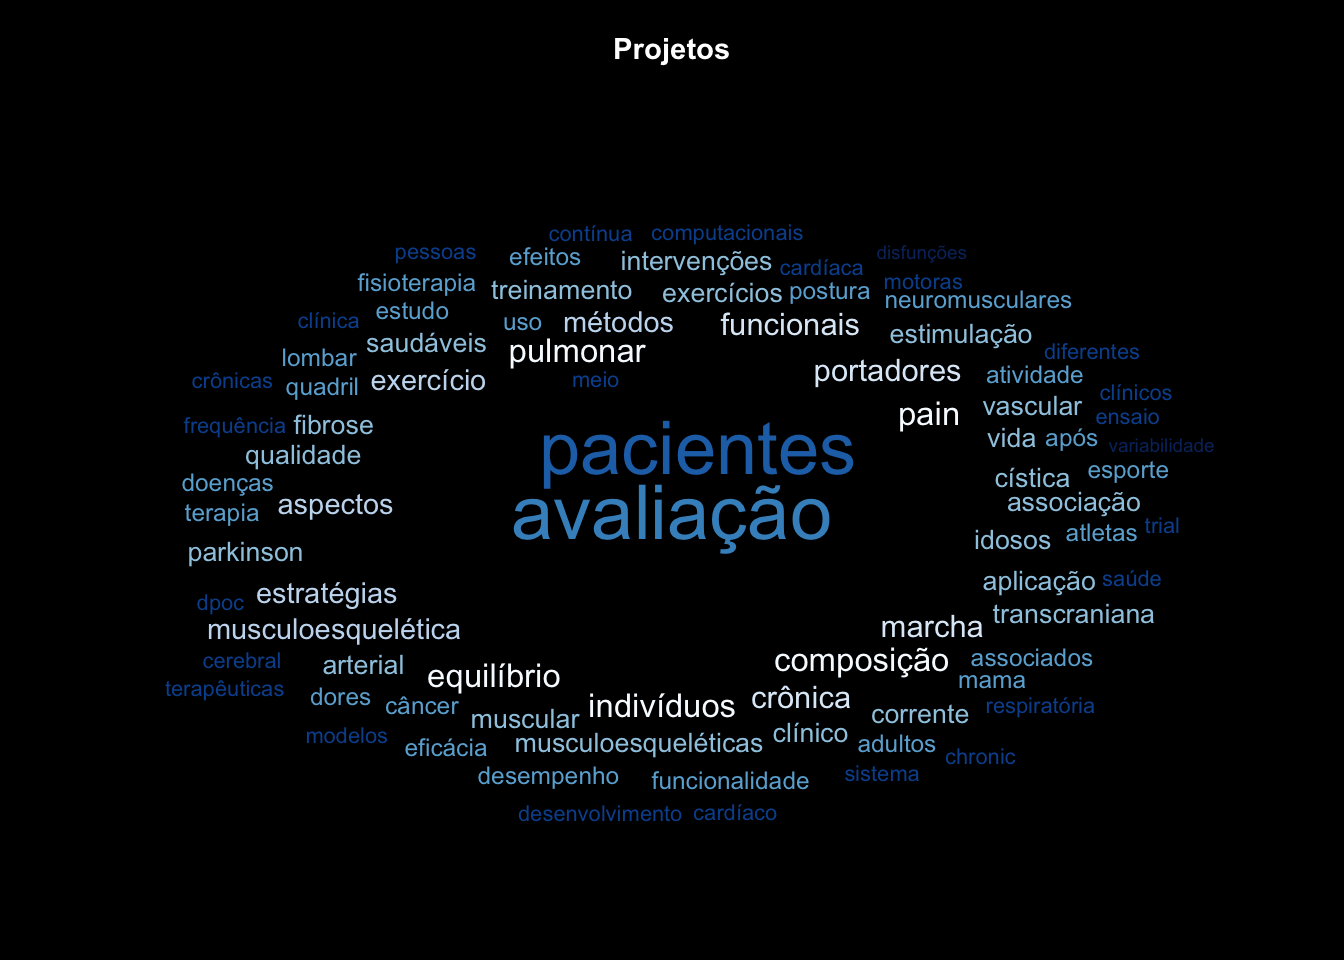 Projetos
contínua computacionais
pessoas efeitos intervenções cardíaca disfunções
fisioterapia treinamento exercícios postura motoras
neuromusculares
clínica estudo uso métodos funcionais estimulação
lombar saudáveis pulmonar diferentes
crônicas quadril exercício meio portadores atividade
clínicos
frequência fibrose pain vascular ensaio
qualidade pacientes vida após variabilidade
doenças cística esporte
terapia aspectos avaliação associação
parkinson idosos atletas trial
dpoc estratégias aplicação saúde
musculoesquelética marcha transcraniana
cerebral arterial equilíbrio composição associados
terapêuticas dores câncer indivíduos crônica mama
modelos muscular corrente respiratória
eficácia musculoesqueléticas clínico adultos chronic
desempenho funcionalidade sistema
desenvolvimento cardíaco